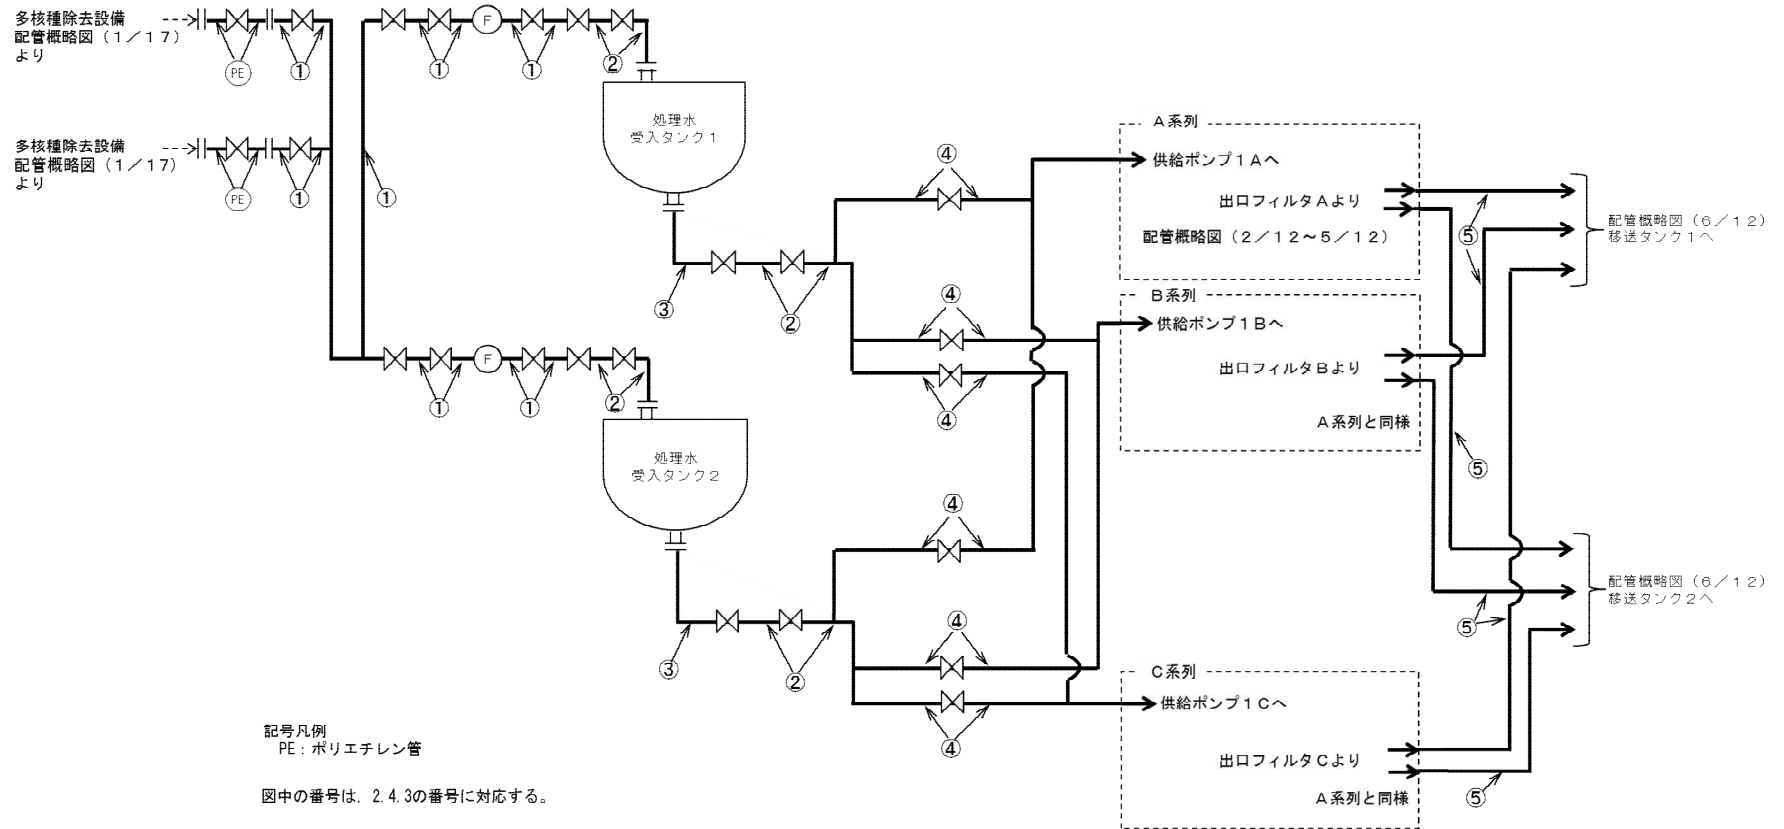 多核種除去設備
配管概略図（１／１７）
より
PE
①
①
F
①
②
処理水
受入タンク１
多核種除去設備
配管概略図（１／１７）
より
PE
①
①
③
②
④
④
④
A系列
供給ポンプ１Aへ
出口フィルタAより
配管概略図（２／１２～５／１２）
⑤
配管概略図（６／１２）
移送タンク１へ
B系列
供給ポンプ１Bへ
出口フィルタBより
A系列と同様
⑤
F
①
①
②
処理水
受入タンク２
③
②
④
④
④
⑤
配管概略図（６／１２）
移送タンク２へ
C系列
供給ポンプ１Cへ
出口フィルタCより
A系列と同様
⑤
記号凡例
PE：ポリエチレン管
図中の番号は，2.4.3の番号に対応する。